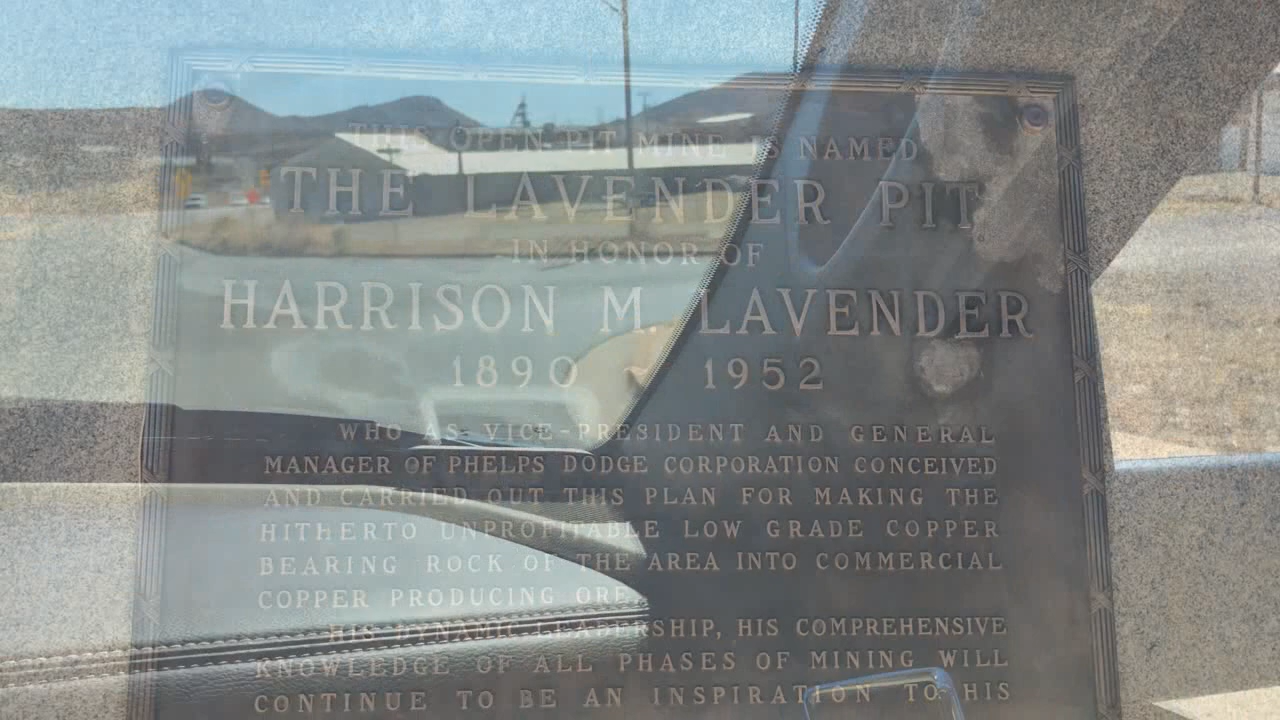 THIS OPEN PIT MINE IS NAMED
THE LAVENDER PIT
IN HONOR OF
HARRISON M. LAVENDER
1890 ~ 1952
WHO AS VICE-PRESIDENT AND GENERAL
MANAGER OF PHELPS DODGE CORPORATION CONCEIVED
AND CARRIED OUT THIS PLAN FOR MAKING THE
HITHERTO UNPROFITABLE LOW GRADE COPPER
BEARING ROCK OF THE AREA INTO COMMERCIAL
COPPER PRODUCING ORE.
HIS DYNAMIC LEADERSHIP, HIS COMPREHENSIVE
KNOWLEDGE OF ALL PHASES OF MINING WILL
CONTINUE TO BE AN INSPIRATION TO HIS